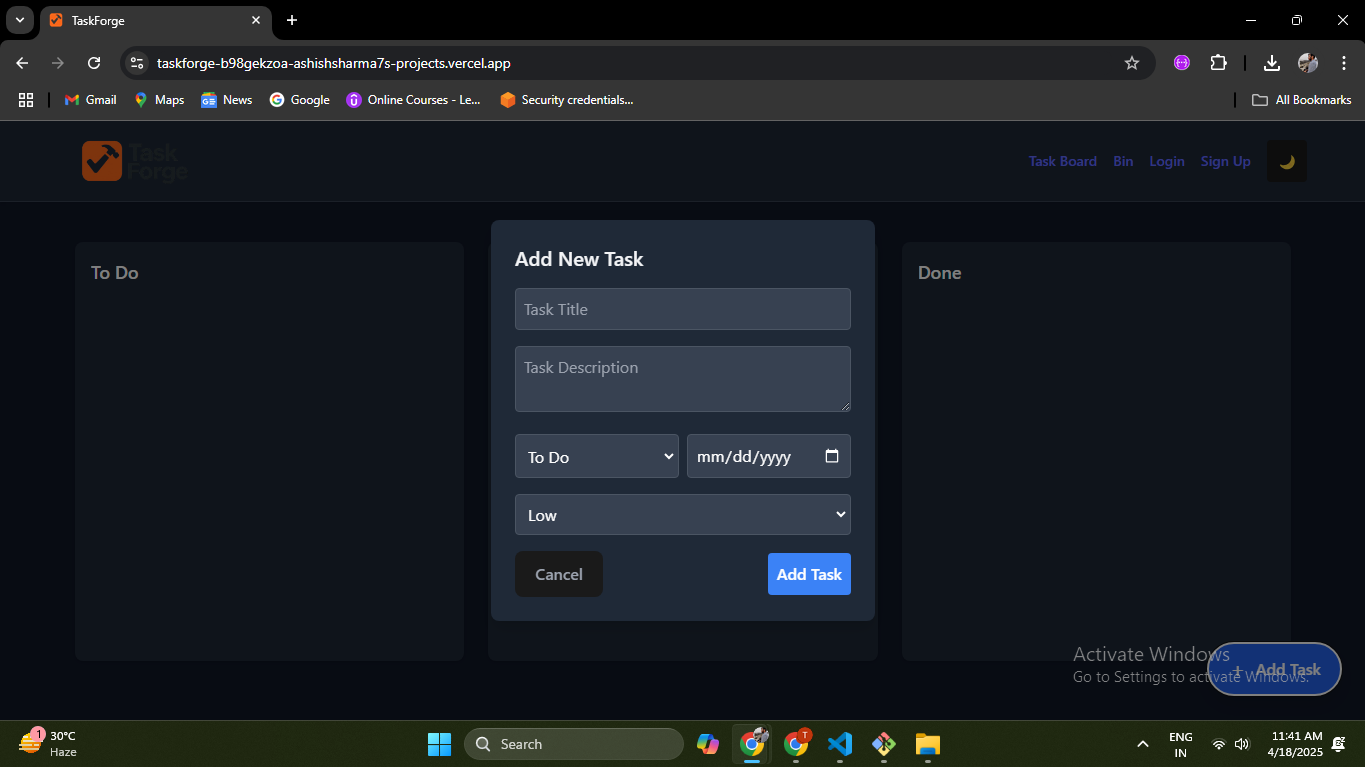 TaskForge
taskforge-b98gekzoa-ashishsharma7s-projects.vercel.app
Gmail
Maps
News
Google
Online Courses - Le...
Security credentials...
All Bookmarks
Task
Forge
Task Board
Bin
Login
Sign Up
To Do
Done
Add New Task
Task Title
Task Description
To Do
mm/dd/yyyy
Low
Cancel
Add Task
Activate Windows
Go to Settings to activate Windows.
+ Add Task
1
30°C
Haze
Search
T
ENG
IN
11:41 AM
4/18/2025